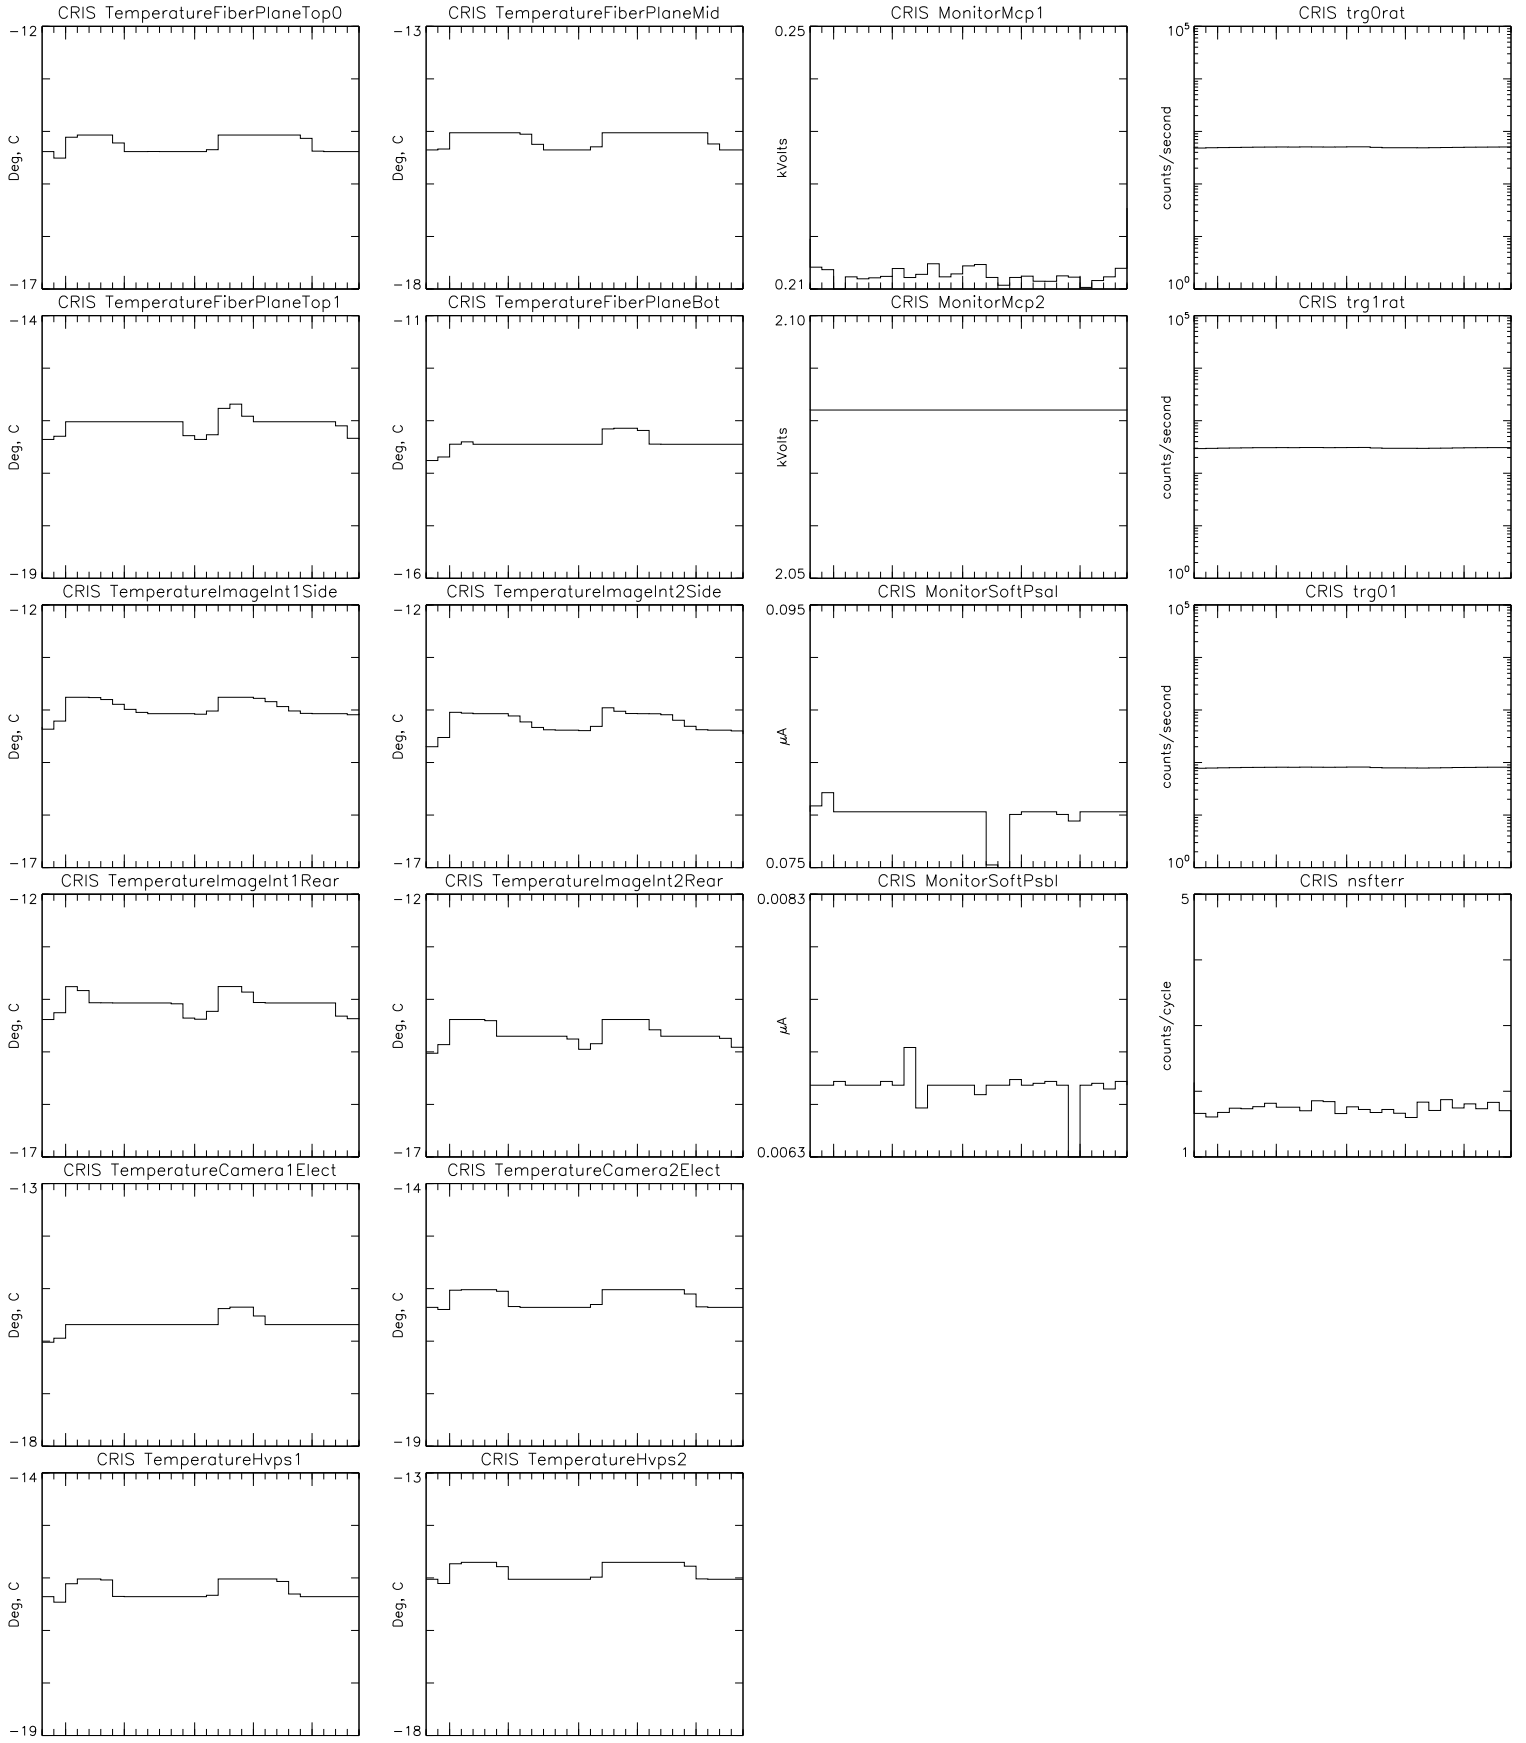 CRIS TemperatureFiberPlaneTop0
-12
Deg, C
-17
CRIS TemperatureFiberPlaneMid
-13
Deg, C
-18
CRIS MonitorMcp1
0.25
kVolts
0.21
CRIS trg0rat
10⁵
counts/second
10⁰
CRIS TemperatureFiberPlaneTop1
-14
Deg, C
-19
CRIS TemperatureFiberPlaneBot
-11
Deg, C
-16
CRIS MonitorMcp2
2.10
kVolts
2.05
CRIS trg1rat
10⁵
counts/second
10⁰
CRIS TemperatureImageInt1Side
-12
Deg, C
-17
CRIS TemperatureImageInt2Side
-12
Deg, C
-17
CRIS MonitorSoftPsaI
0.095
μA
0.075
CRIS trg01
10⁵
counts/second
10⁰
CRIS TemperatureImageInt1Rear
-12
Deg, C
-17
CRIS TemperatureImageInt2Rear
-12
Deg, C
-17
CRIS MonitorSoftPsbI
0.0083
μA
0.0063
CRIS nsfterr
5
counts/cycle
1
CRIS TemperatureCamera1Elect
-13
Deg, C
-18
CRIS TemperatureCamera2Elect
-14
Deg, C
-19
CRIS TemperatureHvps1
-14
Deg, C
-19
CRIS TemperatureHvps2
-13
Deg, C
-18